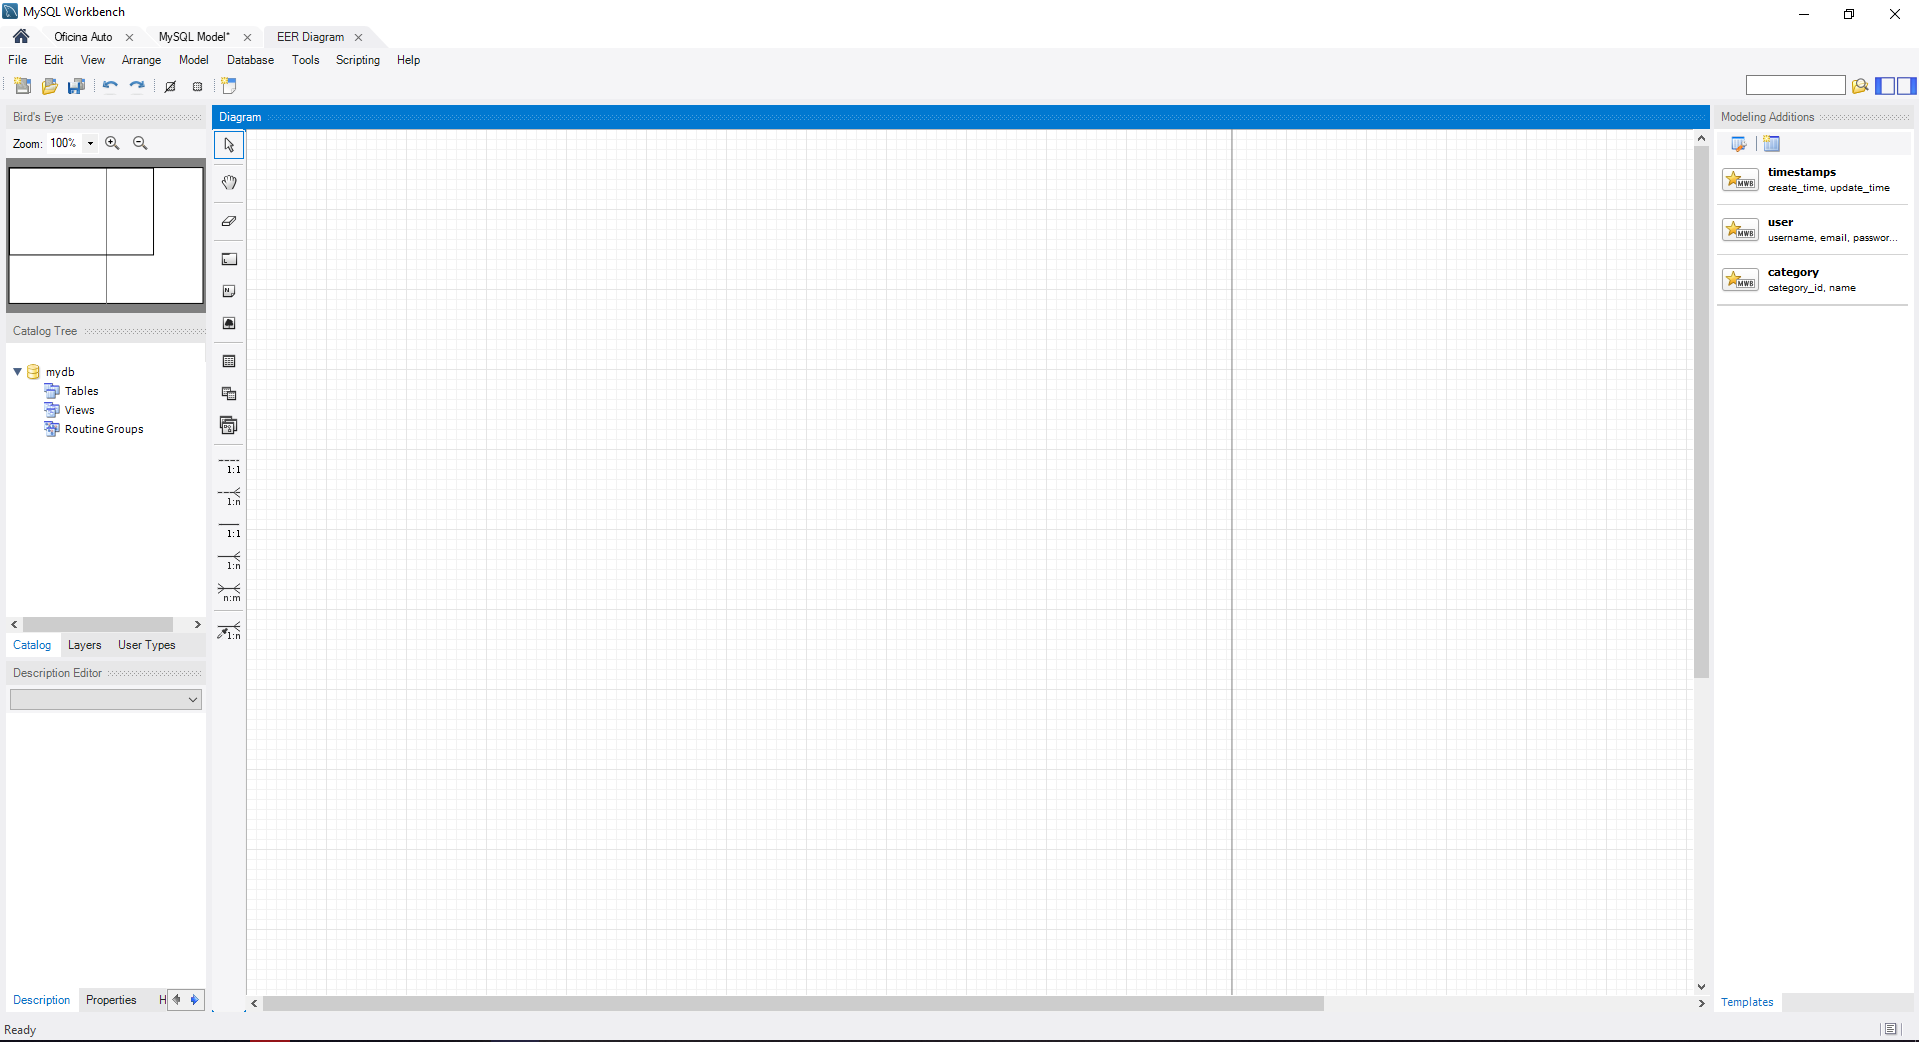 MySQL Workbench
Oficina Auto
MySQL Model*
EER Diagram
File Edit View Arrange Model Database Tools Scripting Help
Bird's Eye
Zoom: 100%
Catalog Tree
mydb
Tables
Views
Routine Groups
Catalog Layers User Types
Description Editor
Description Properties H
Ready
Diagram
1:1
1:n
1:1
1:n
n:m
1:n
Modeling Additions
timestamps
create_time, update_time
user
username, email, passwor...
category
category_id, name
Templates